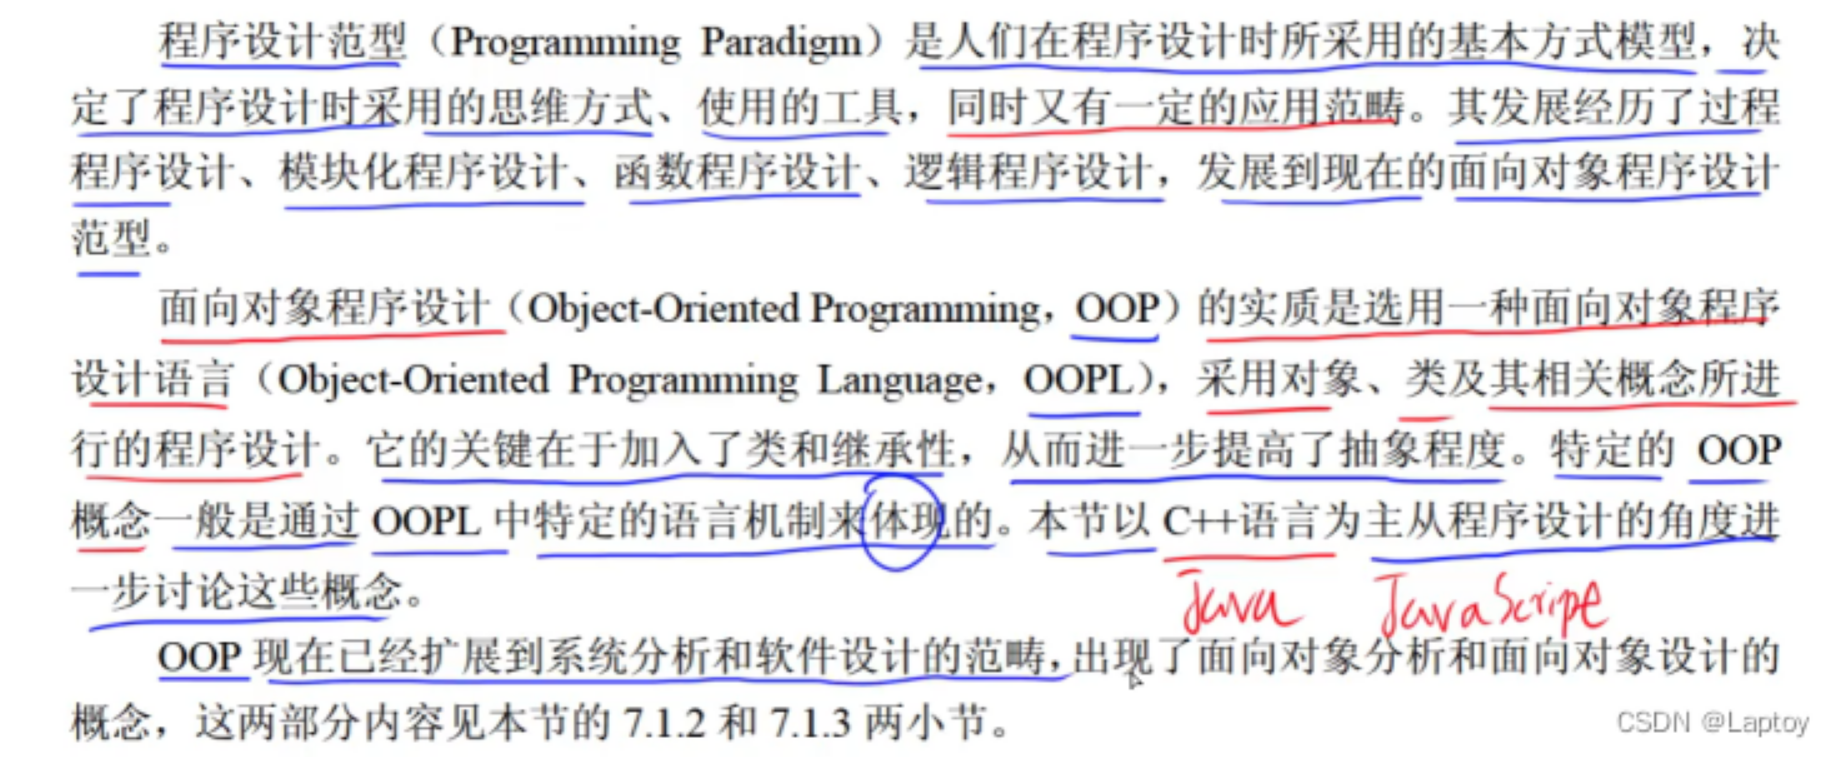 程序设计范型（Programming Paradigm）是人们在程序设计时所采用的基本方式模型，决
定了程序设计时采用的思维方式、使用的工具，同时又有一定的应用范畴。其发展经历了过程
程序设计、模块化程序设计、函数程序设计、逻辑程序设计，发展到现在的面向对象程序设计
范型。
面向对象程序设计（Object-Oriented Programming，OOP）的实质是选用一种面向对象程序
设计语言（Object-Oriented Programming Language，OOPL），采用对象、类及其相关概念所进
行的程序设计。它的关键在于加入了类和继承性，从而进一步提高了抽象程度。特定的 OOP
概念一般是通过 OOPL 中特定的语言机制来体现的。本节以 C++语言为主从程序设计的角度进
一步讨论这些概念。
Java JavaScript
OOP 现在已经扩展到系统分析和软件设计的范畴，出现了面向对象分析和面向对象设计的
概念，这两部分内容见本节的 7.1.2 和 7.1.3 两小节。
CSDN @Laptoy